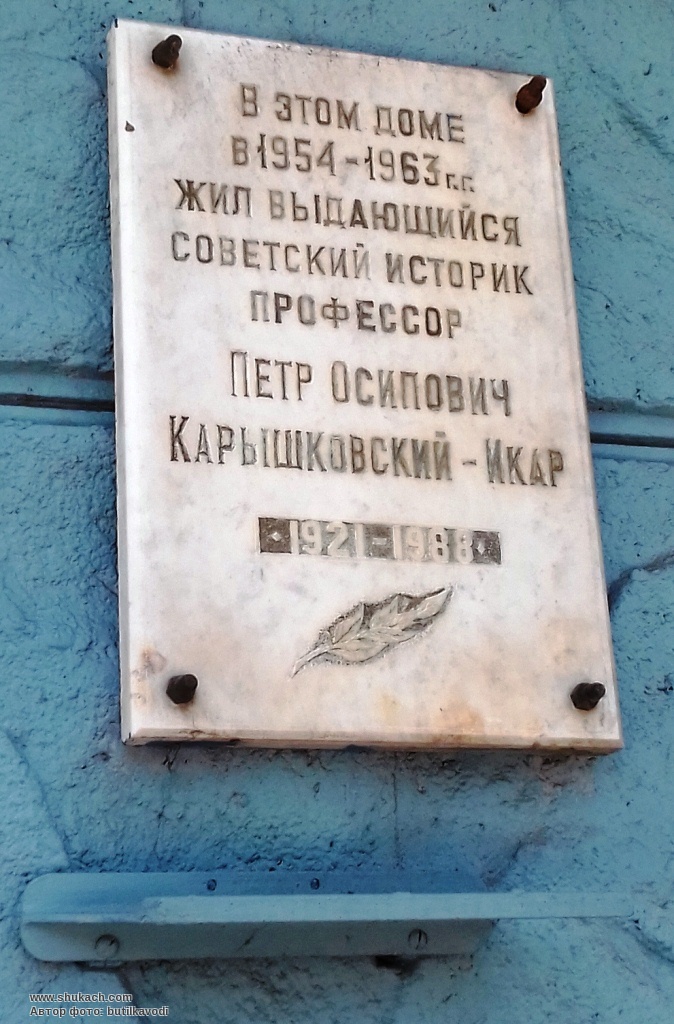 В ЭТОМ ДОМЕ
В 1954-1963 г.г.
ЖИЛ ВЫДАЮЩИЙСЯ
СОВЕТСКИЙ ИСТОРИК
ПРОФЕССОР
ПЕТР ОСИПОВИЧ
КАРЫШКОВСКИЙ - ИКАР
1921-1988
www.shukach.com
Автор фото: butilkavodi